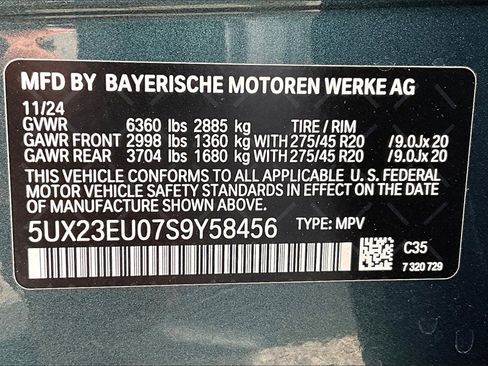 MFD BY BAYERISCHE MOTOREN WERKE AG
11/24
GVWR 6360 lbs 2885 kg TIRE / RIM
GAWR FRONT 2998 lbs 1360 kg WITH 275/45 R20 /9.0Jx 20
GAWR REAR 3704 lbs 1680 kg WITH 275/45 R20 /9.0Jx 20
THIS VEHICLE CONFORMS TO ALL APPLICABLE U. S. FEDERAL
MOTOR VEHICLE SAFETY STANDARDS IN EFFECT ON THE DATE OF
MANUFACTURE SHOWN ABOVE.
5UX23EU07S9Y58456 TYPE: MPV
C35
7 320 729